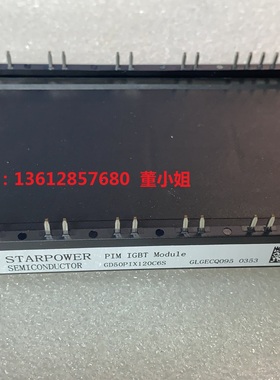 ：13612857680 董小姐
STARPOWER PIM IGBT Module
SEMICONDUCTOR GD50PIX120C6S GLGECQ095 0353